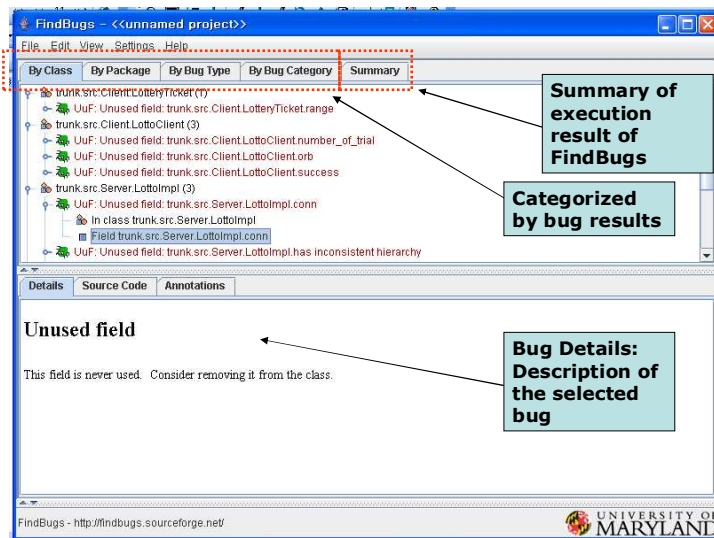 FindBugs - <<unnamed project>>
File Edit View Settings Help
By Class By Package By Bug Type By Bug Category Summary
trunk.src.Client.LotteryTicket (1)
UuF: Unused field: trunk.src.Client.LotteryTicket.range
trunk.src.Client.LottoClient (3)
UuF: Unused field: trunk.src.Client.LottoClient.number_of_trial
UuF: Unused field: trunk.src.Client.LottoClient.orb
UuF: Unused field: trunk.src.Client.LottoClient.success
trunk.src.Server.LottoImpl (3)
UuF: Unused field: trunk.src.Server.LottoImpl.conn
In class trunk.src.Server.LottoImpl
Field trunk.src.Server.LottoImpl.conn
UuF: Unused field: trunk.src.Server.LottoImpl.has inconsistent hierarchy
Summary of
execution
result of
FindBugs
Categorized
by bug results
Details Source Code Annotations
Unused field
This field is never used. Consider removing it from the class.
Bug Details:
Description of
the selected
bug
FindBugs - http://findbugs.sourceforge.net/
UNIVERSITY OF
MARYLAND